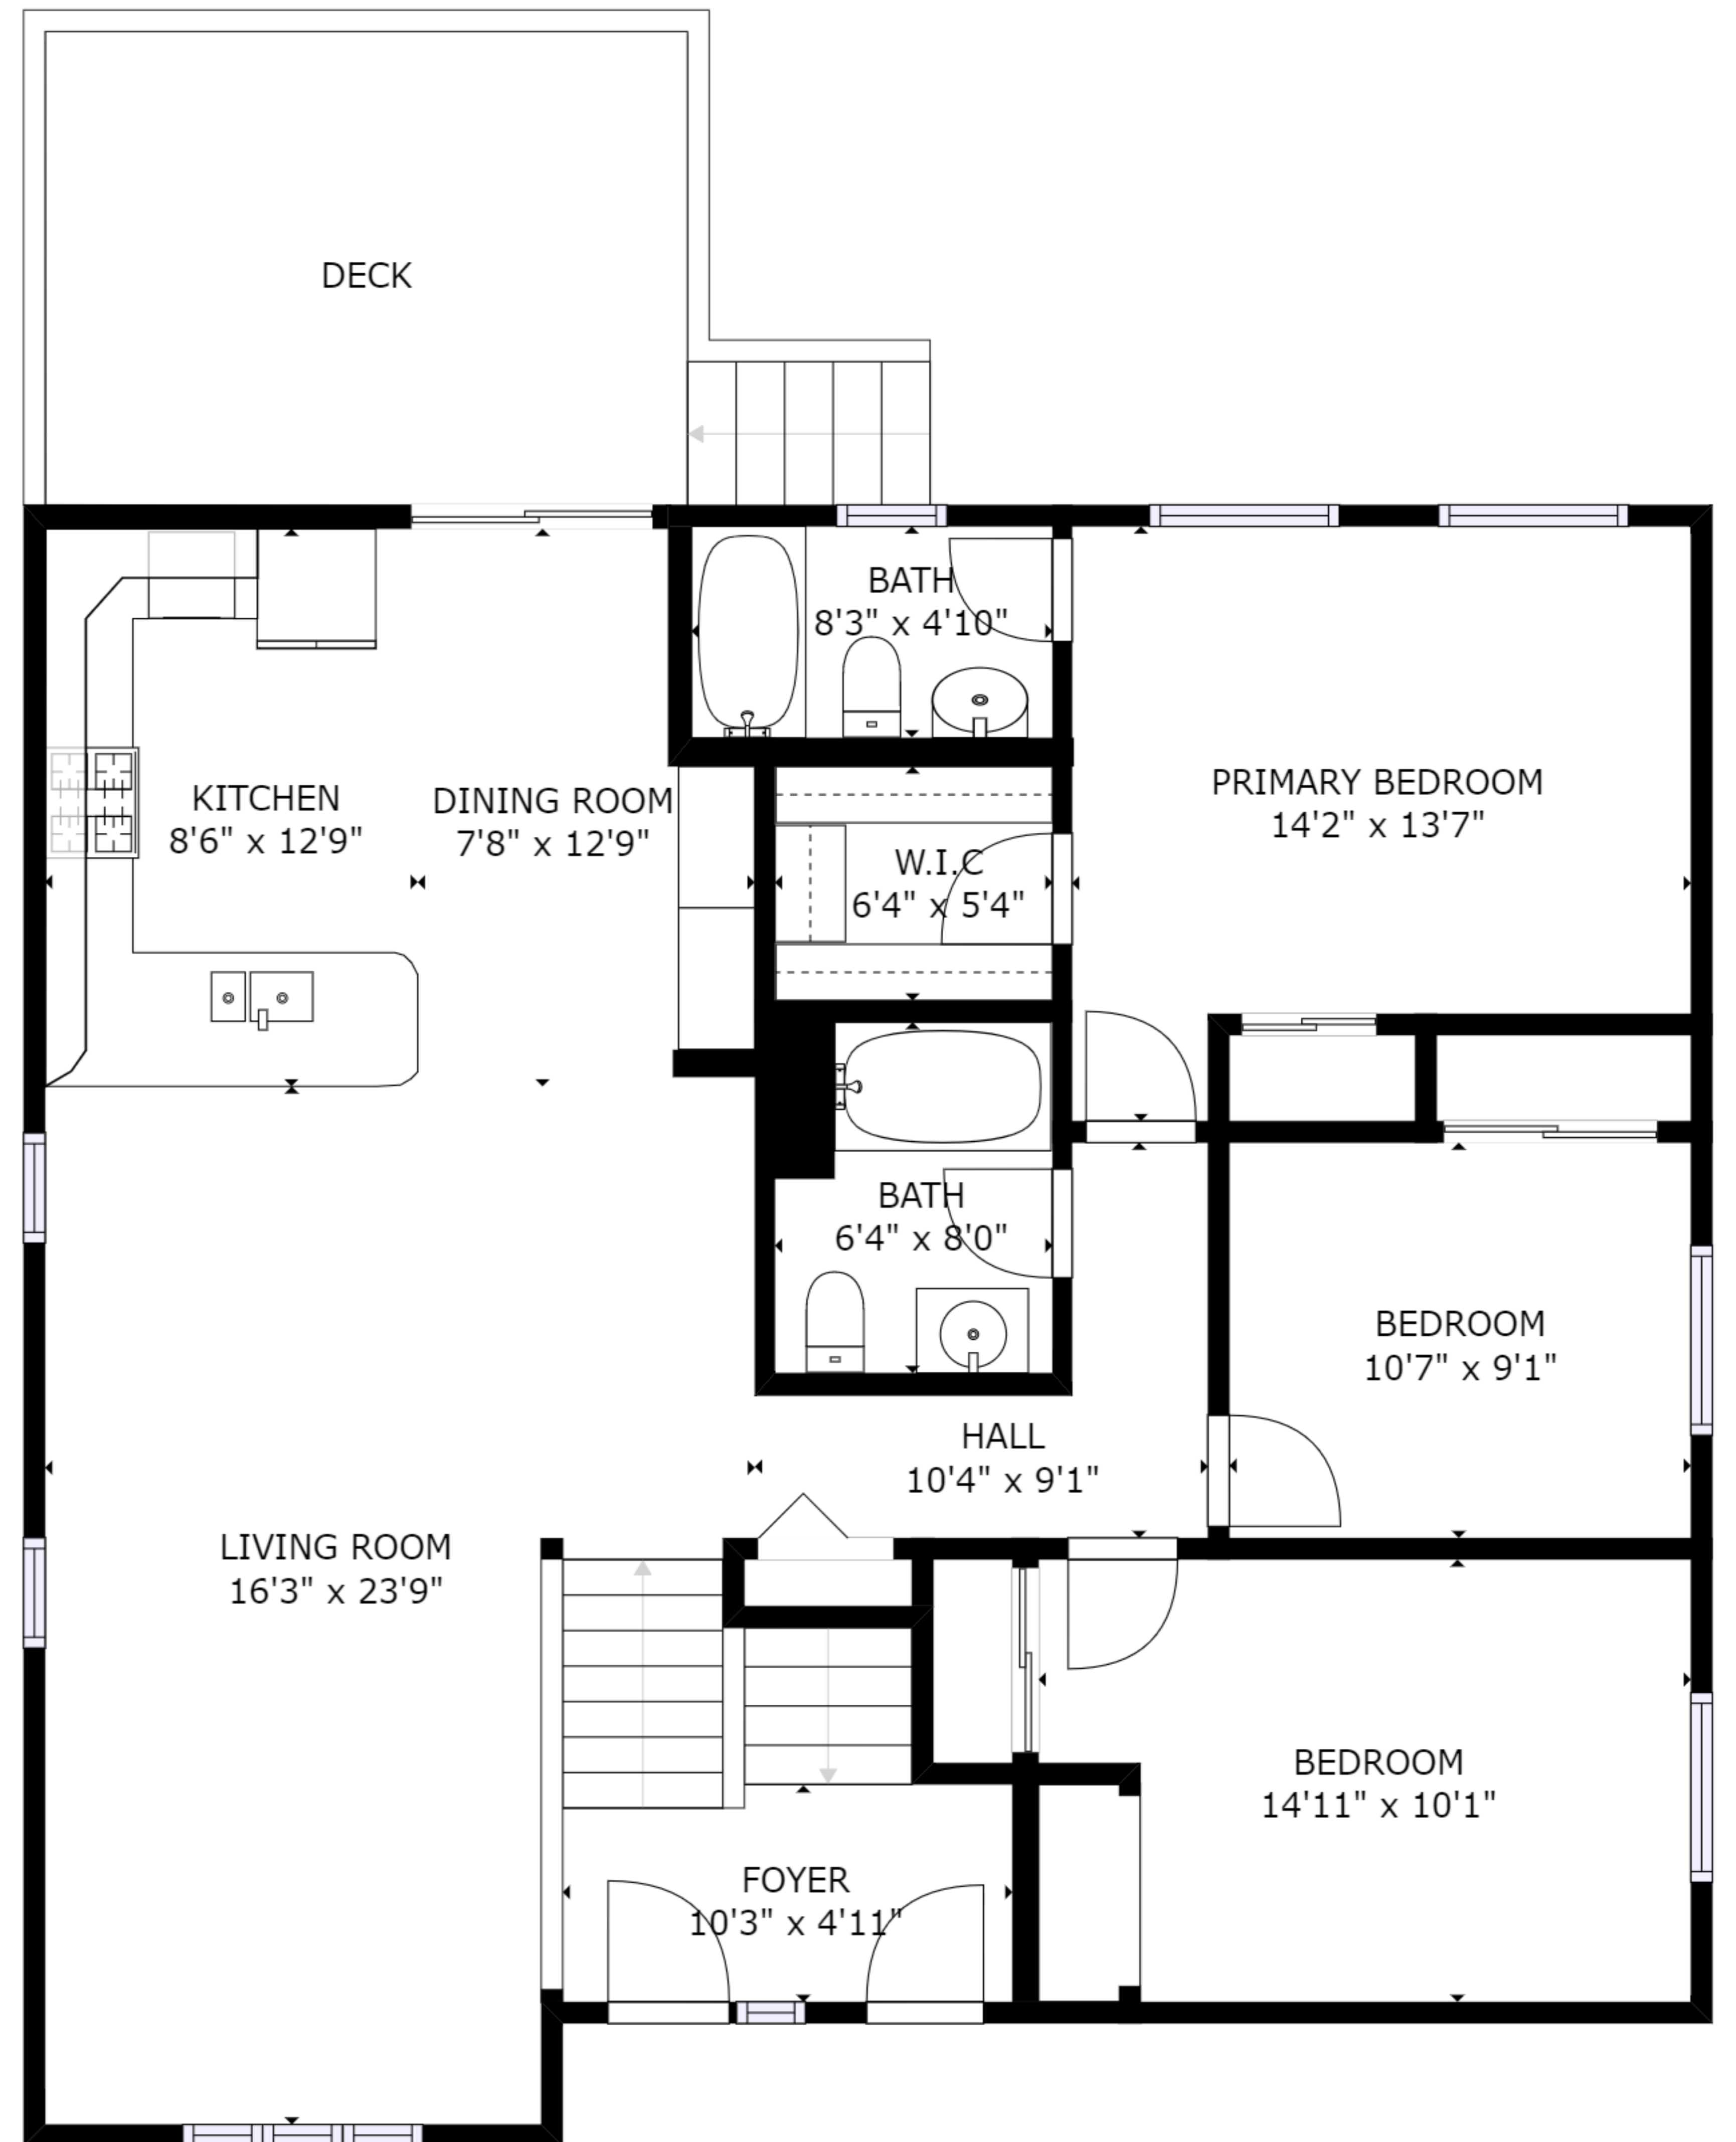 DECK
BATH
8'3" x 4'10"
KITCHEN
8'6" x 12'9"
DINING ROOM
7'8" x 12'9"
PRIMARY BEDROOM
14'2" x 13'7"
W.I.C
6'4" x 5'4"
BATH
6'4" x 8'0"
BEDROOM
10'7" x 9'1"
HALL
10'4" x 9'1"
LIVING ROOM
16'3" x 23'9"
BEDROOM
14'11" x 10'1"
FOYER
10'3" x 4'11"